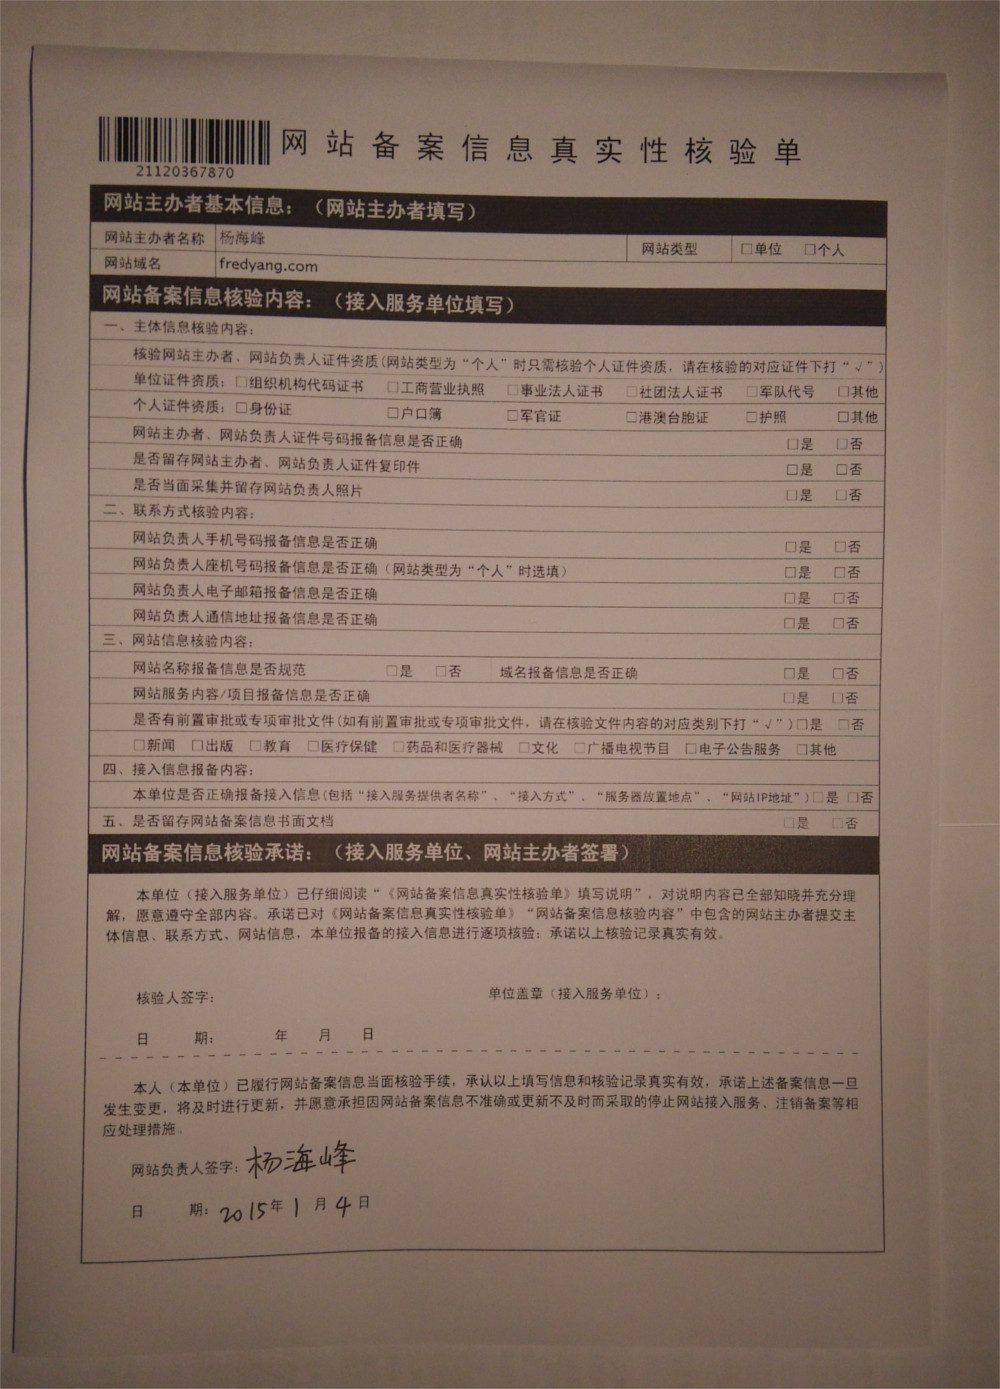 网站备案信息真实性核验单
21120367870
网站主办者基本信息：（网站主办者填写）
网站主办者名称 杨海峰 网站类型 □单位 □个人
网站域名 fredyang.com
网站备案信息核验内容：（接入服务单位填写）
一、主体信息核验内容：
核验网站主办者、网站负责人证件资质(网站类型为“个人”时只需核验个人证件资质，请在核验的对应证件下打“√”)
单位证件资质：□组织机构代码证书 □工商营业执照 □事业法人证书 □社团法人证书 □军队代号 □其他
个人证件资质：□身份证 □户口簿 □军官证 □港澳台胞证 □护照 □其他
网站主办者、网站负责人证件号码报备信息是否正确 □是 □否
是否留存网站主办者、网站负责人证件复印件 □是 □否
是否当面采集并留存网站负责人照片 □是 □否
二、联系方式核验内容：
网站负责人手机号码报备信息是否正确 □是 □否
网站负责人座机号码报备信息是否正确（网站类型为“个人”时选填） □是 □否
网站负责人电子邮箱报备信息是否正确 □是 □否
网站负责人通信地址报备信息是否正确 □是 □否
三、网站信息核验内容：
网站名称报备信息是否规范 □是 □否 域名报备信息是否正确 □是 □否
网站服务内容/项目报备信息是否正确 □是 □否
是否有前置审批或专项审批文件(如有前置审批或专项审批文件，请在核验文件内容的对应类别下打“√”)□是 □否
□新闻 □出版 □教育 □医疗保健 □药品和医疗器械 □文化 □广播电视节目 □电子公告服务 □其他
四、接入信息报备内容：
本单位是否正确报备接入信息(包括“接入服务提供者名称”、“接入方式”、“服务器放置地点”、“网站IP地址”)□是 □否
五、是否留存网站备案信息书面文档 □是 □否
网站备案信息核验承诺：（接入服务单位、网站主办者签署）
本单位（接入服务单位）已仔细阅读“《网站备案信息真实性核验单》填写说明”，对说明内容已全部知晓并充分理
解，愿意遵守全部内容。承诺已对《网站备案信息真实性核验单》“网站备案信息核验内容”中包含的网站主办者提交主
体信息、联系方式、网站信息，本单位报备的接入信息进行逐项核验；承诺以上核验记录真实有效。
核验人签字： 单位盖章（接入服务单位）：
日 期： 年 月 日
本人（本单位）已履行网站备案信息当面核验手续，承认以上填写信息和核验记录真实有效，承诺上述备案信息一旦
发生变更，将及时进行更新，并愿意承担因网站备案信息不准确或更新不及时而采取的停止网站接入服务、注销备案等相
应处理措施。
网站负责人签字：杨海峰
日 期：2015年1月4日